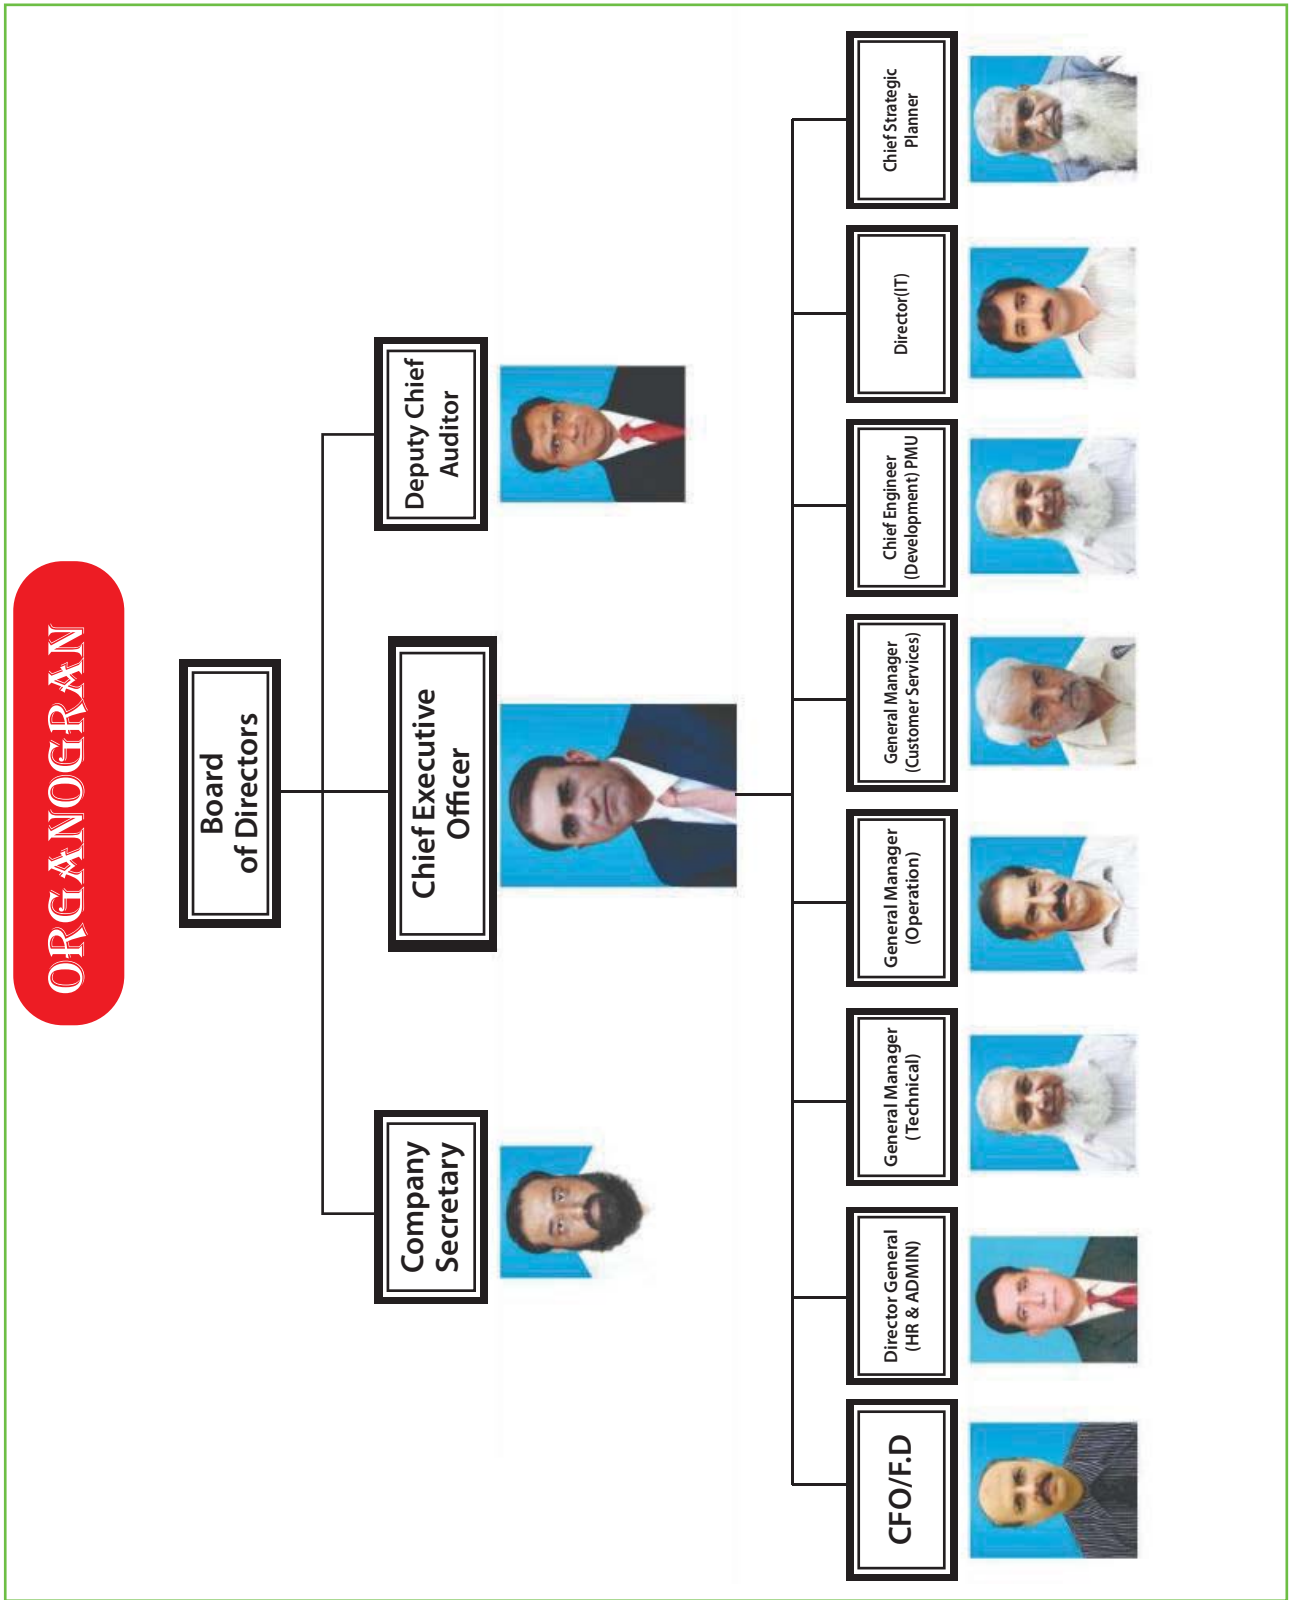 ORGANOGRAN
Board
of Directors
Company
Secretary
Chief Executive
Officer
Deputy Chief
Auditor
CFO/F.D
Director General
(HR & ADMIN)
General Manager
(Technical)
General Manager
(Operation)
General Manager
(Customer Services)
Chief Engineer
(Development) PMU
Director(IT)
Chief Strategic
Planner